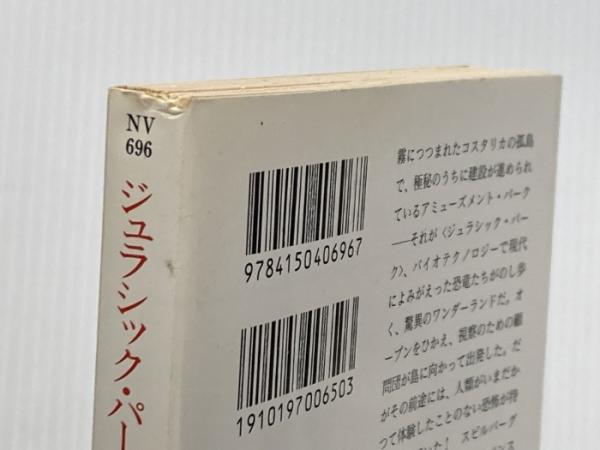 NV
696
ジュラシック・パー
9784150406967
1910197006503
霧につつまれたコスタリカの孤島
で、極秘のうちに建設が進められ
ているアミューズメント・パーク
──それが〈ジュラシック・パー
ク〉、バイオテクノロジーで現代
によみがえった恐竜たちがのし歩
く、驚異のワンダーランドだ。オ
ープンをひかえ、視察のための顧
問団が島に向かって出発した。だ
がその前途には、人類がいまだか
つて体験したことのない恐怖が待
スピルバーグ